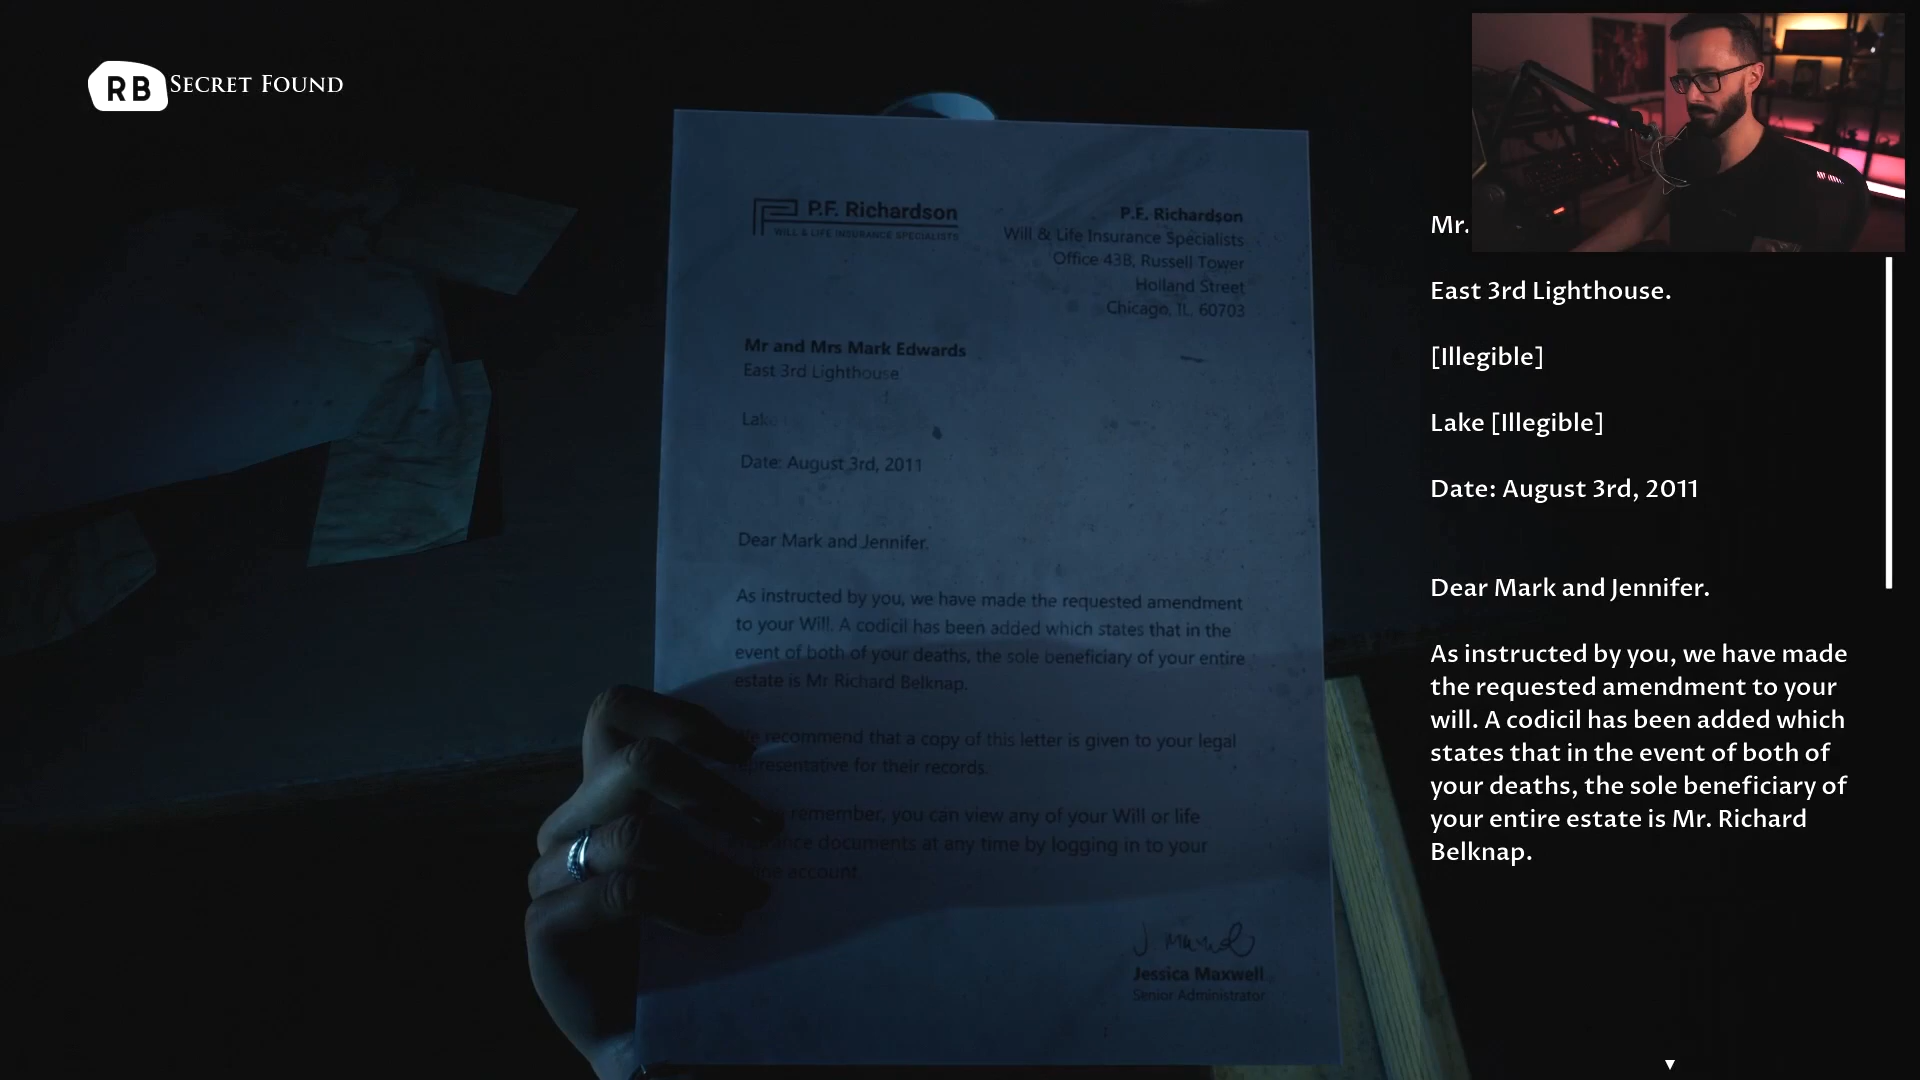 RB Secret Found
P.F. Richardson
WILL & LIFE INSURANCE SPECIALISTS
P.F. Richardson
Will & Life Insurance Specialists
Office 43B, Russell Tower
Holland Street
Chicago, IL, 60703
Mr and Mrs Mark Edwards
East 3rd Lighthouse
Lake
Date: August 3rd, 2011
Dear Mark and Jennifer.
As instructed by you, we have made the requested amendment
to your Will. A codicil has been added which states that in the
event of both of your deaths, the sole beneficiary of your entire
estate is Mr Richard Belknap.
We recommend that a copy of this letter is given to your legal
representative for their records.
remember, you can view any of your Will or life
documents at any time by logging in to your
account.
J. Maxwell
Jessica Maxwell
Senior Administrator
Mr.
East 3rd Lighthouse.
[Illegible]
Lake [Illegible]
Date: August 3rd, 2011
Dear Mark and Jennifer.
As instructed by you, we have made
the requested amendment to your
will. A codicil has been added which
states that in the event of both of
your deaths, the sole beneficiary of
your entire estate is Mr. Richard
Belknap.